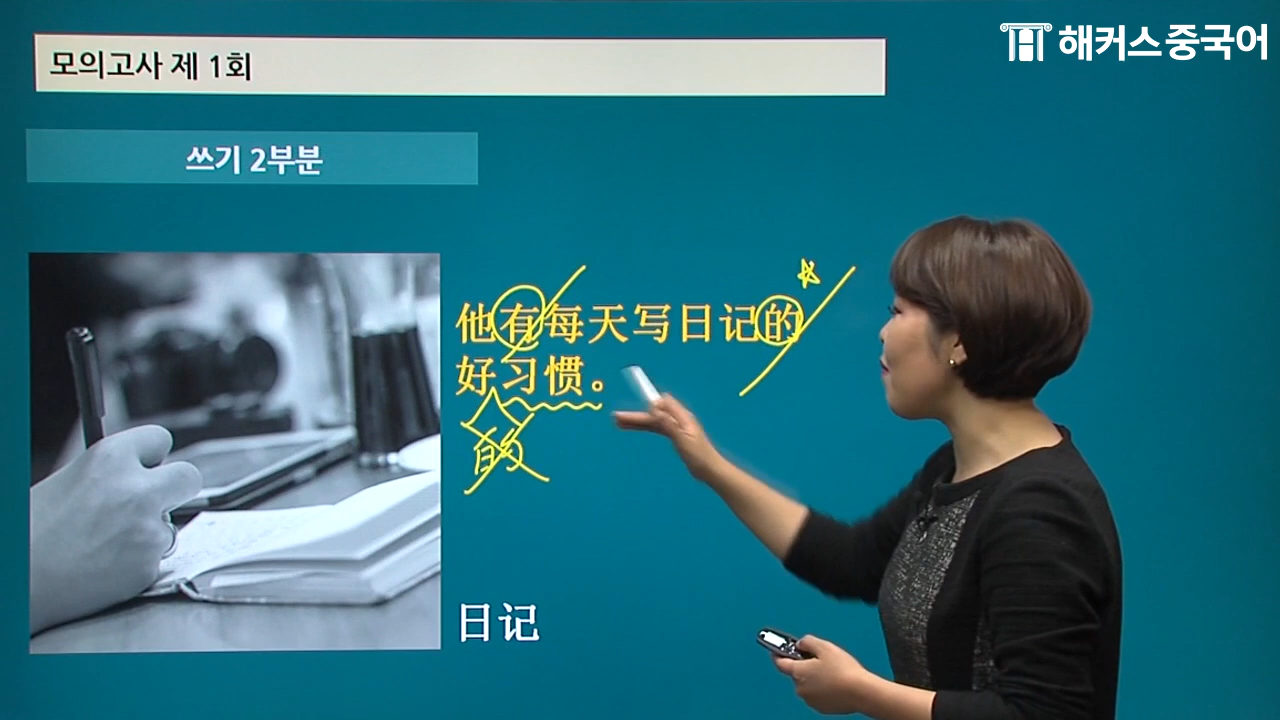 해커스중국어
모의고사 제 1회
쓰기 2부분
他有每天写日记的
好习惯。
的
日记